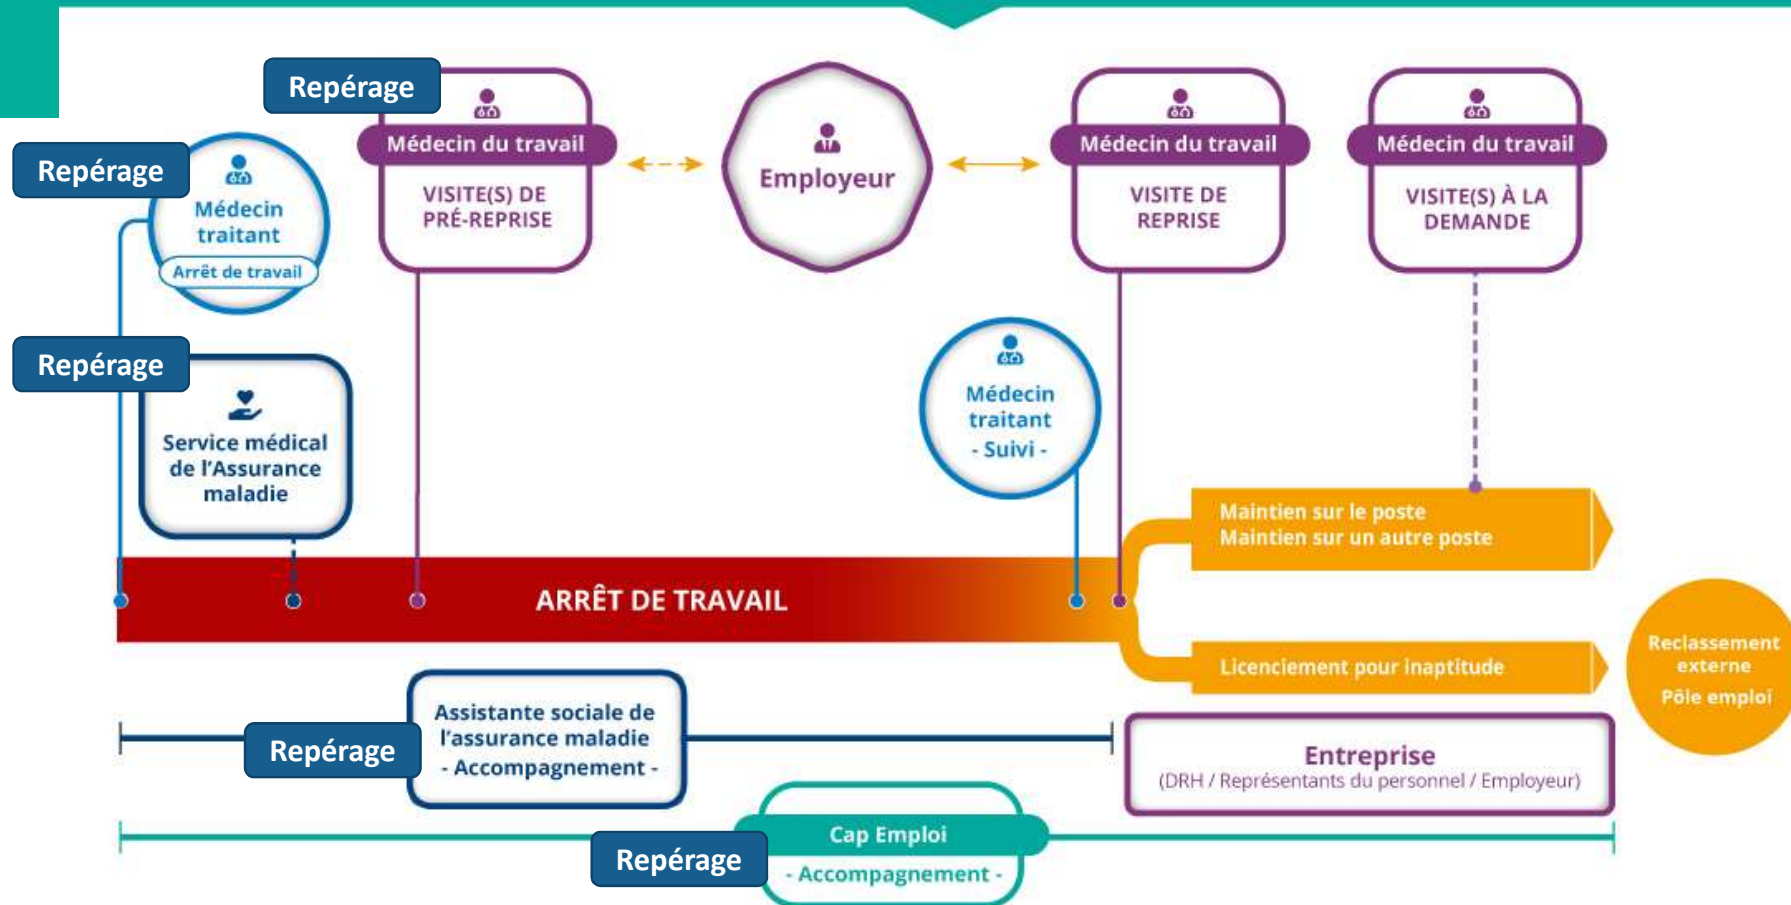 Repérage
Médecin du travail
VISITE(S) DE
PRÉ-REPRISE
Employeur
Médecin du travail
VISITE DE
REPRISE
Médecin du travail
VISITE(S) À LA
DEMANDE
Repérage
Médecin
traitant
Arrêt de travail
Repérage
Service médical
de l'Assurance
maladie
Médecin
traitant
- Suivi -
ARRÊT DE TRAVAIL
Maintien sur le poste
Maintien sur un autre poste
Licenciement pour inaptitude
Reclassement
externe
Pôle emploi
Repérage
Assistante sociale de
l'assurance maladie
- Accompagnement -
Entreprise
(DRH / Représentants du personnel / Employeur)
Repérage
Cap Emploi
- Accompagnement -